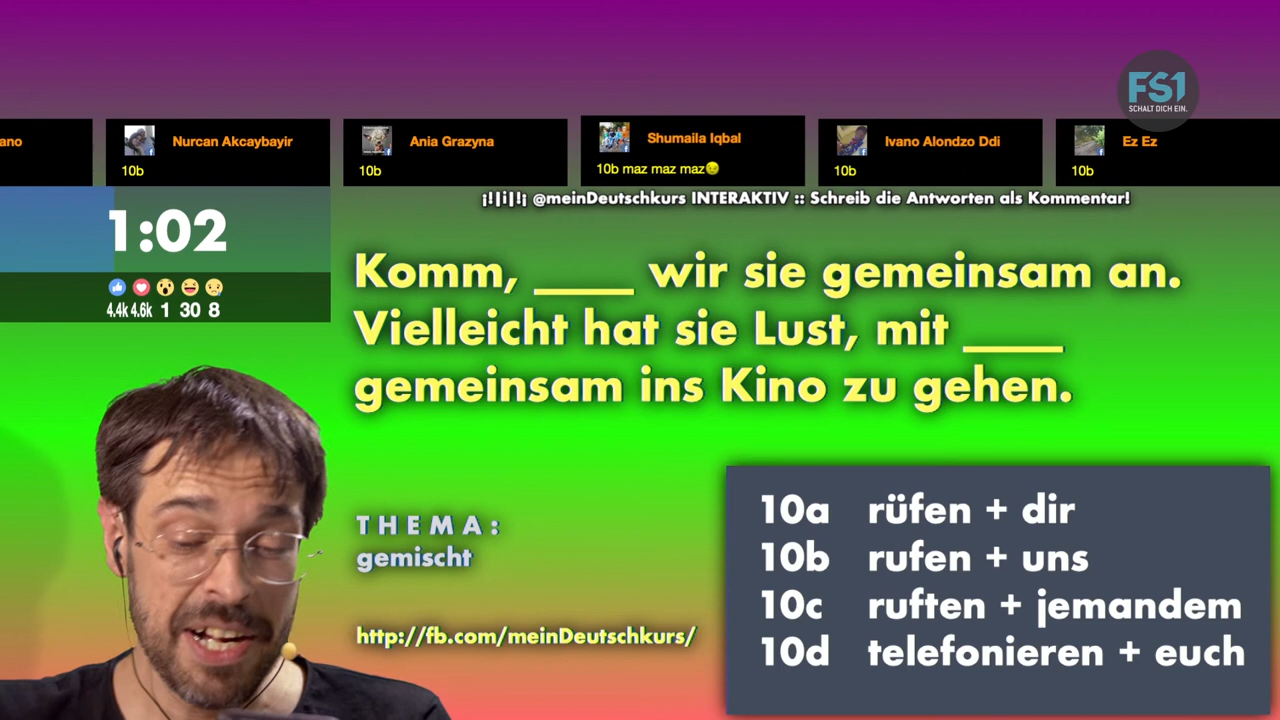 FS1
SCHALT DICH EIN.
ano
Nurcan Akcaybayir
10b
Ania Grazyna
10b
Shumaila Iqbal
10b maz maz maz🤢
Ivano Alondzo Ddi
10b
Ez Ez
10b
¡!|¡i|!¡ @meinDeutschkurs INTERAKTIV :: Schreib die Antworten als Kommentar!
1:02
4.4k 4.6k 1 30 8
Komm, ____ wir sie gemeinsam an.
Vielleicht hat sie Lust, mit ____
gemeinsam ins Kino zu gehen.
THEMA:
gemischt
http://fb.com/meinDeutschkurs/
10a rüfen + dir
10b rufen + uns
10c ruften + jemandem
10d telefonieren + euch